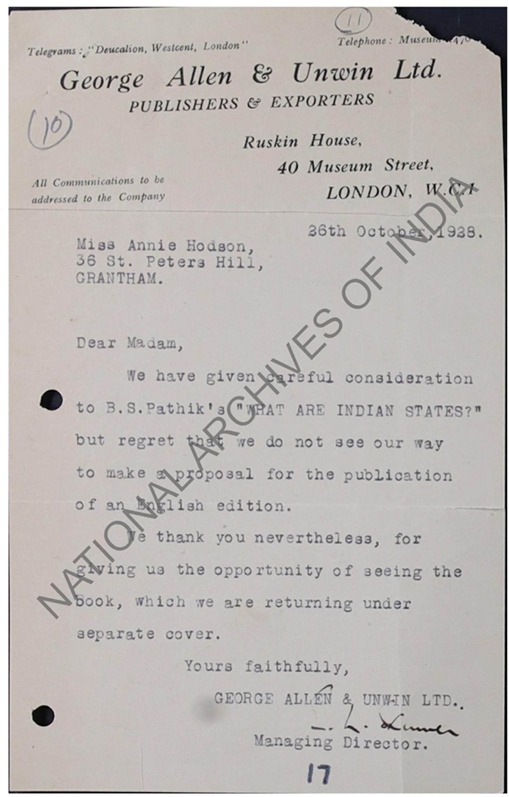 11
Telegrams: "Deucalion, Westcent, London"
Telephone: Museum
George Allen & Unwin Ltd.
PUBLISHERS & EXPORTERS
10
Ruskin House,
40 Museum Street,
LONDON, W.C.1
All Communications to be
addressed to the Company
26th October, 1928.
Miss Annie Hodson,
36 St. Peters Hill,
GRANTHAM.
Dear Madam,
We have given careful consideration
to B.S.Pathik's "WHAT ARE INDIAN STATES?"
but regret that we do not see our way
to make a proposal for the publication
of an English edition.
We thank you nevertheless, for
giving us the opportunity of seeing the
book, which we are returning under
separate cover.
Yours faithfully,
GEORGE ALLEN & UNWIN LTD.
Managing Director.
17
NATIONAL ARCHIVES OF INDIA